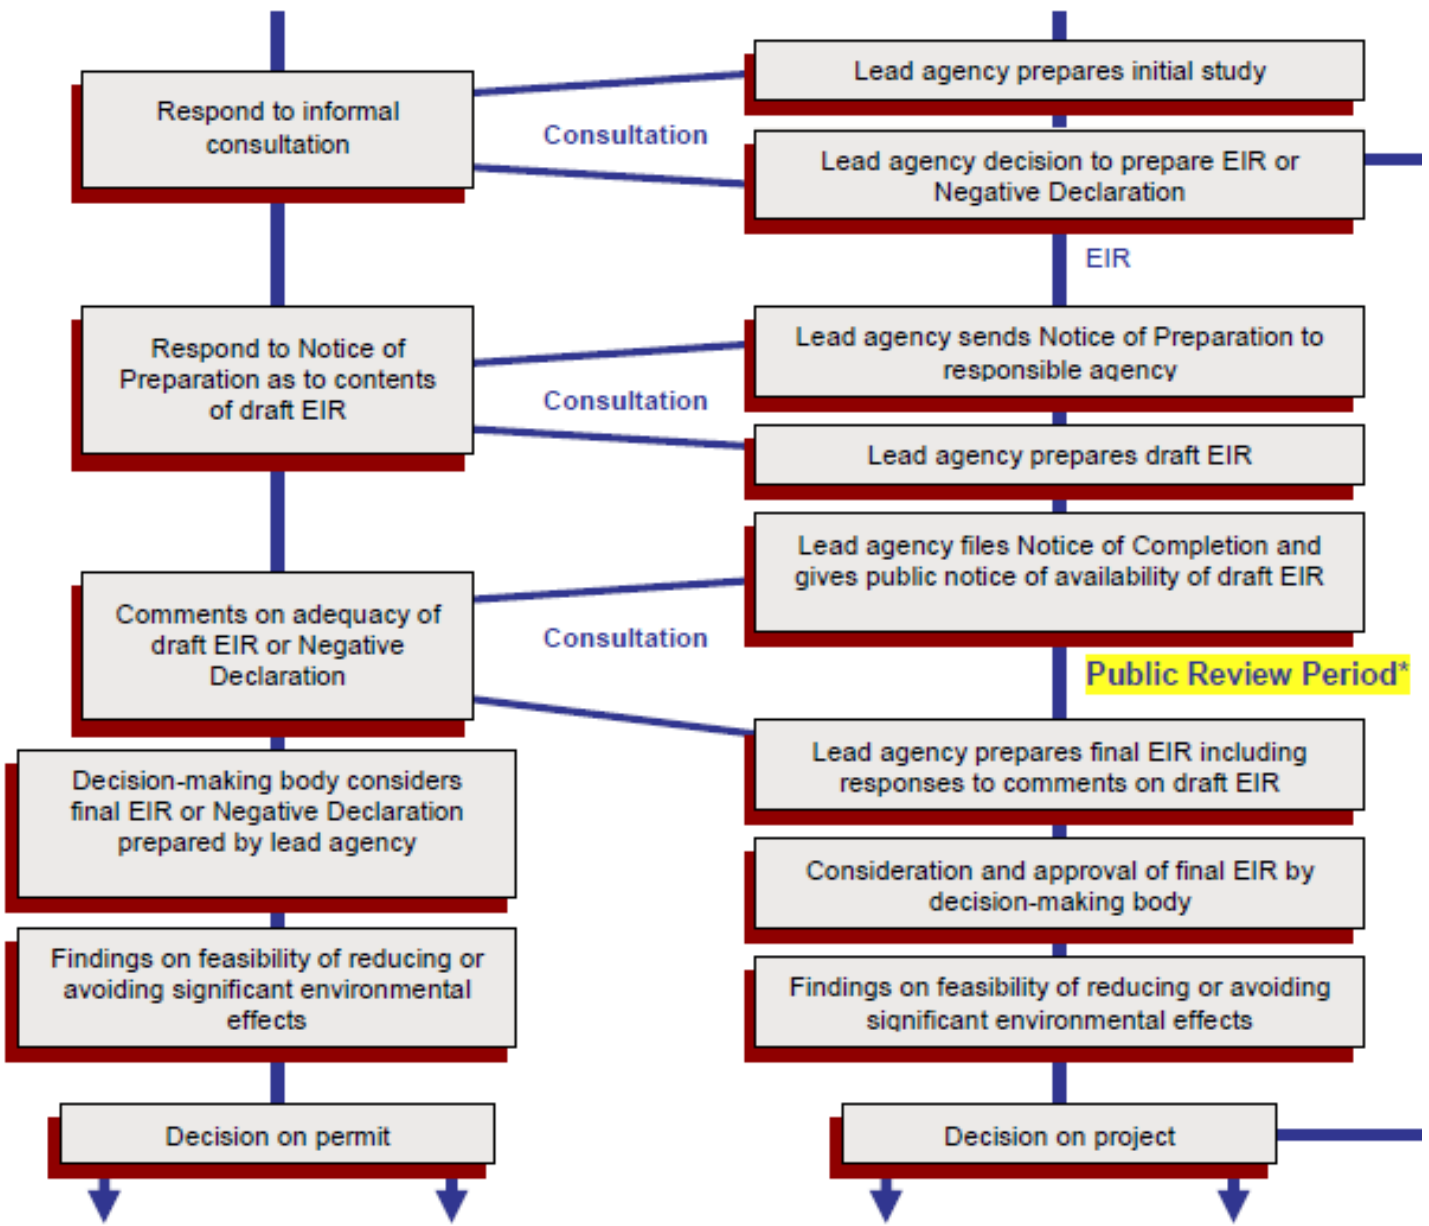 Respond to informal
consultation
Consultation
Lead agency prepares initial study
Lead agency decision to prepare EIR or
Negative Declaration
EIR
Respond to Notice of
Preparation as to contents
of draft EIR
Consultation
Lead agency sends Notice of Preparation to
responsible agency
Lead agency prepares draft EIR
Lead agency files Notice of Completion and
gives public notice of availability of draft EIR
Comments on adequacy of
draft EIR or Negative
Declaration
Consultation
Public Review Period*
Lead agency prepares final EIR including
responses to comments on draft EIR
Decision-making body considers
final EIR or Negative Declaration
prepared by lead agency
Consideration and approval of final EIR by
decision-making body
Findings on feasibility of reducing or
avoiding significant environmental
effects
Findings on feasibility of reducing or avoiding
significant environmental effects
Decision on permit
Decision on project